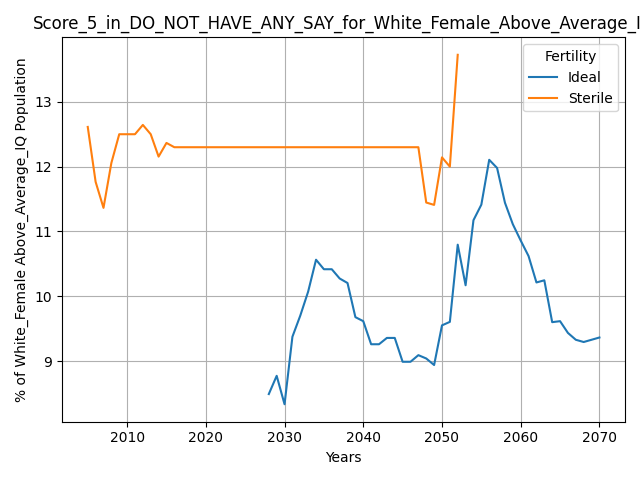 Score_5_in_DO_NOT_HAVE_ANY_SAY_for_White_Female_Above_Average_I
% of White_Female Above_Average_IQ Population
13
12
11
10
9
Fertility
Ideal
Sterile
2010 2020 2030 2040 2050 2060 2070
Years